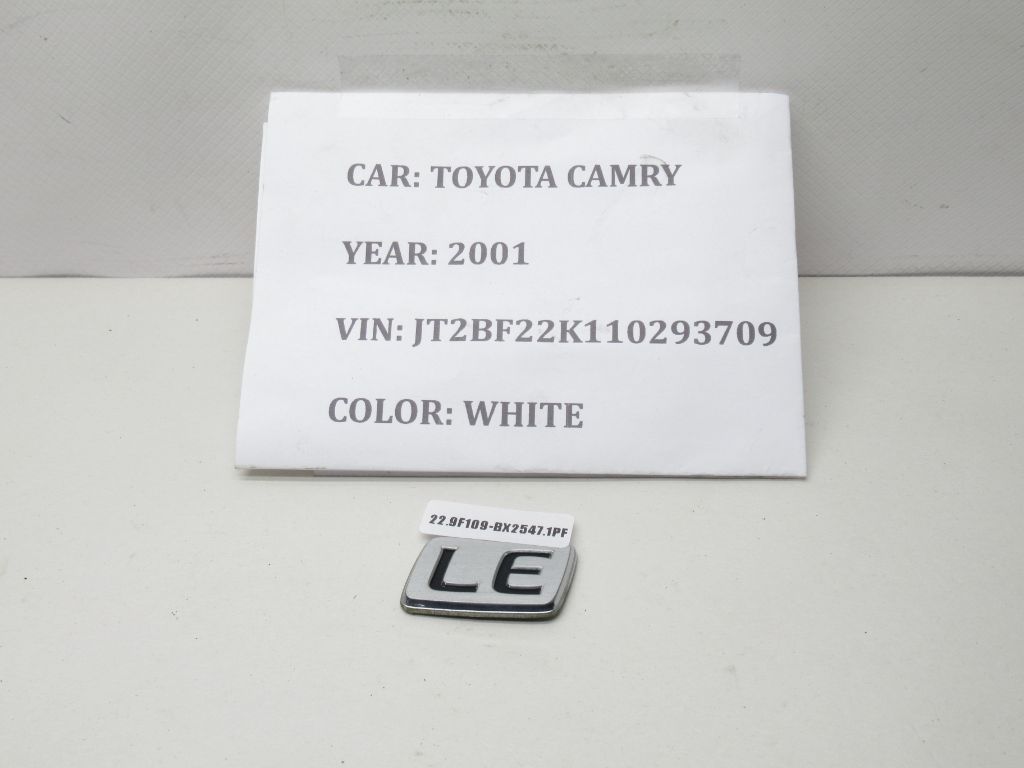 CAR: TOYOTA CAMRY
YEAR: 2001
VIN: JT2BF22K110293709
COLOR: WHITE
22.9F109-BX2547.1PF
LE